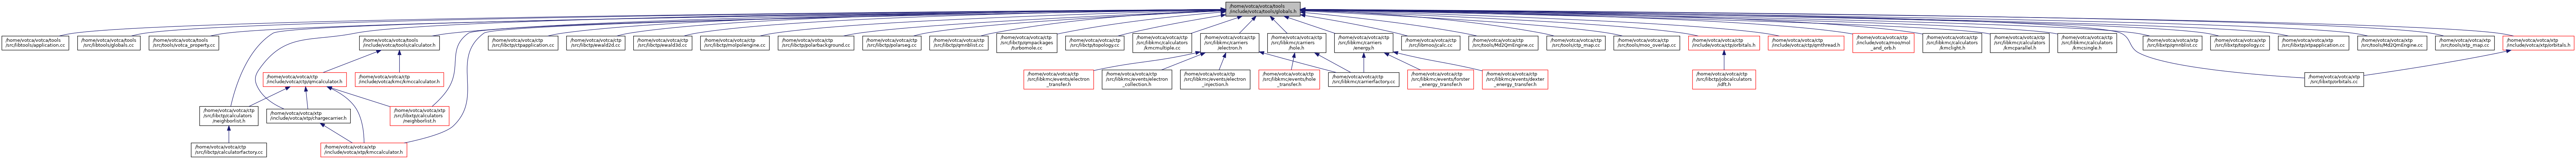 /home/votca/votca/tools
/include/votca/tools/globals.h
/home/votca/votca/tools
/src/libtools/application.cc
/home/votca/votca/tools
/src/libtools/globals.cc
/home/votca/votca/tools
/src/tools/votca_property.cc
/home/votca/votca/tools
/include/votca/tools/calculator.h
/home/votca/votca/ctp
/src/libctp/ctpapplication.cc
/home/votca/votca/ctp
/src/libctp/ewald2d.cc
/home/votca/votca/ctp
/src/libctp/ewald3d.cc
/home/votca/votca/ctp
/src/libctp/molpolengine.cc
/home/votca/votca/ctp
/src/libctp/polarbackground.cc
/home/votca/votca/ctp
/src/libctp/polarseg.cc
/home/votca/votca/ctp
/src/libctp/qmnblist.cc
/home/votca/votca/ctp
/src/libctp/qmpackages
/turbomole.cc
/home/votca/votca/ctp
/src/libctp/topology.cc
/home/votca/votca/ctp
/src/libkmc/calculators
/kmcmultiple.cc
/home/votca/votca/ctp
/src/libkmc/carriers
/electron.h
/home/votca/votca/ctp
/src/libkmc/carriers
/hole.h
/home/votca/votca/ctp
/src/libkmc/carriers
/exenergy.h
/home/votca/votca/ctp
/src/libmoo/jcalc.cc
/home/votca/votca/ctp
/src/tools/Md2QmEngine.cc
/home/votca/votca/ctp
/src/tools/ctp_map.cc
/home/votca/votca/ctp
/src/tools/moo_overlap.cc
/home/votca/votca/ctp
/include/votca/ctp/orbitals.h
/home/votca/votca/ctp
/include/votca/ctp/qmthread.h
/home/votca/votca/ctp
/include/votca/moo/mol
_and_orb.h
/home/votca/votca/ctp
/src/libkmc/calculators
/kmclight.h
/home/votca/votca/ctp
/src/libkmc/calculators
/kmcparallel.h
/home/votca/votca/ctp
/src/libkmc/calculators
/kmcsingle.h
/home/votca/votca/xtp
/src/libxtp/qmnblist.cc
/home/votca/votca/xtp
/src/libxtp/topology.cc
/home/votca/votca/xtp
/src/libxtp/xtpapplication.cc
/home/votca/votca/xtp
/src/tools/Md2QmEngine.cc
/home/votca/votca/xtp
/src/tools/xtp_map.cc
/home/votca/votca/xtp
/include/votca/xtp/orbitals.h
/home/votca/votca/ctp
/include/votca/ctp/qmcalculator.h
/home/votca/votca/ctp
/include/votca/kmc/kmccalculator.h
/home/votca/votca/ctp
/src/libkmc/events/electron
_transfer.h
/home/votca/votca/ctp
/src/libkmc/events/electron
_collection.h
/home/votca/votca/ctp
/src/libkmc/events/electron
_injection.h
/home/votca/votca/ctp
/src/libkmc/events/hole
_transfer.h
/home/votca/votca/ctp
/src/libkmc/carrierfactory.cc
/home/votca/votca/ctp
/src/libkmc/events/forster
_energy_transfer.h
/home/votca/votca/ctp
/src/libkmc/events/dexter
_energy_transfer.h
/home/votca/votca/ctp
/src/libctp/jobcalculators
/idft.h
/home/votca/votca/xtp
/src/libxtp/orbitals.cc
/home/votca/votca/ctp
/src/libctp/calculators
/neighborlist.h
/home/votca/votca/xtp
/include/votca/xtp/chargecarrier.h
/home/votca/votca/xtp
/src/libxtp/calculators
/neighborlist.h
/home/votca/votca/ctp
/src/libctp/calculatorfactory.cc
/home/votca/votca/xtp
/include/votca/xtp/kmccalculator.h